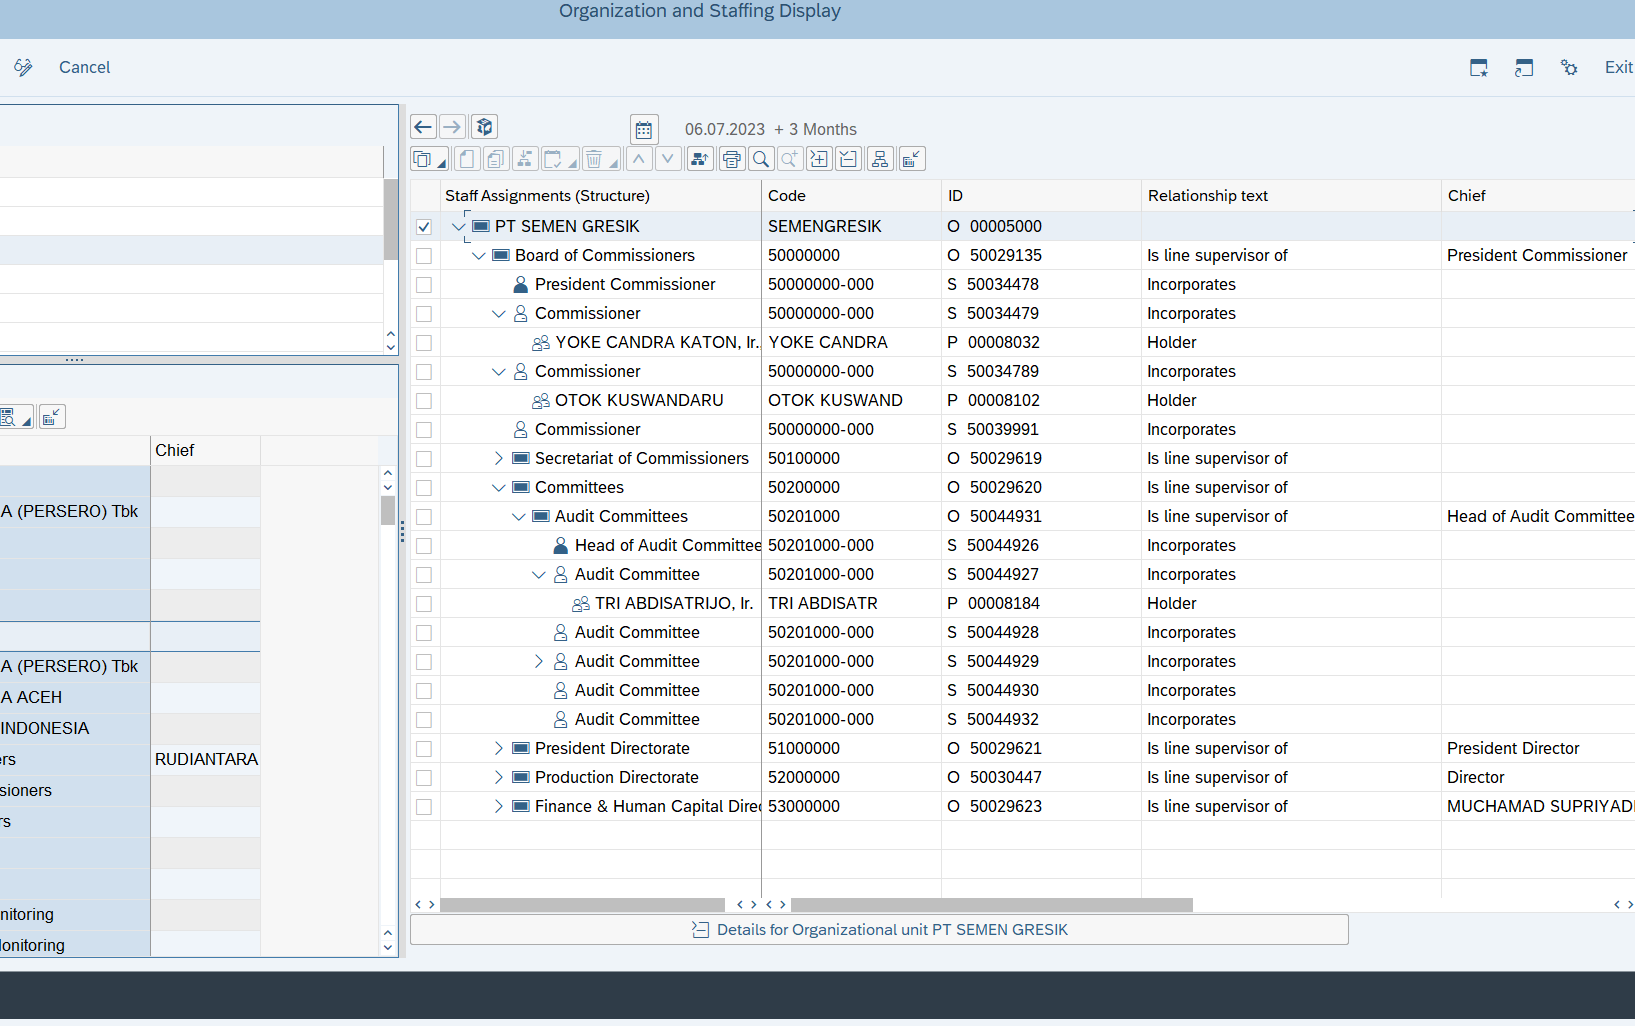 Organization and Staffing Display
Cancel
Exit
06.07.2023 + 3 Months
Staff Assignments (Structure) Code ID Relationship text Chief
PT SEMEN GRESIK SEMENGRESIK O 00005000
Board of Commissioners 50000000 O 50029135 Is line supervisor of President Commissioner
President Commissioner 50000000-000 S 50034478 Incorporates
Commissioner 50000000-000 S 50034479 Incorporates
YOKE CANDRA KATON, Ir.. YOKE CANDRA P 00008032 Holder
Commissioner 50000000-000 S 50034789 Incorporates
OTOK KUSWANDARU OTOK KUSWAND P 00008102 Holder
Commissioner 50000000-000 S 50039991 Incorporates
Secretariat of Commissioners 50100000 O 50029619 Is line supervisor of
Committees 50200000 O 50029620 Is line supervisor of
Audit Committees 50201000 O 50044931 Is line supervisor of Head of Audit Committee
Head of Audit Committee 50201000-000 S 50044926 Incorporates
Audit Committee 50201000-000 S 50044927 Incorporates
TRI ABDISATRIJO, Ir. TRI ABDISATR P 00008184 Holder
Audit Committee 50201000-000 S 50044928 Incorporates
Audit Committee 50201000-000 S 50044929 Incorporates
Audit Committee 50201000-000 S 50044930 Incorporates
Audit Committee 50201000-000 S 50044932 Incorporates
President Directorate 51000000 O 50029621 Is line supervisor of President Director
Production Directorate 52000000 O 50030447 Is line supervisor of Director
Finance & Human Capital Direc 53000000 O 50029623 Is line supervisor of MUCHAMAD SUPRIYADI
Details for Organizational unit PT SEMEN GRESIK
Chief
A (PERSERO) Tbk
A (PERSERO) Tbk
A ACEH
INDONESIA
ers RUDIANTARA
sioners
rs
nitoring
Monitoring